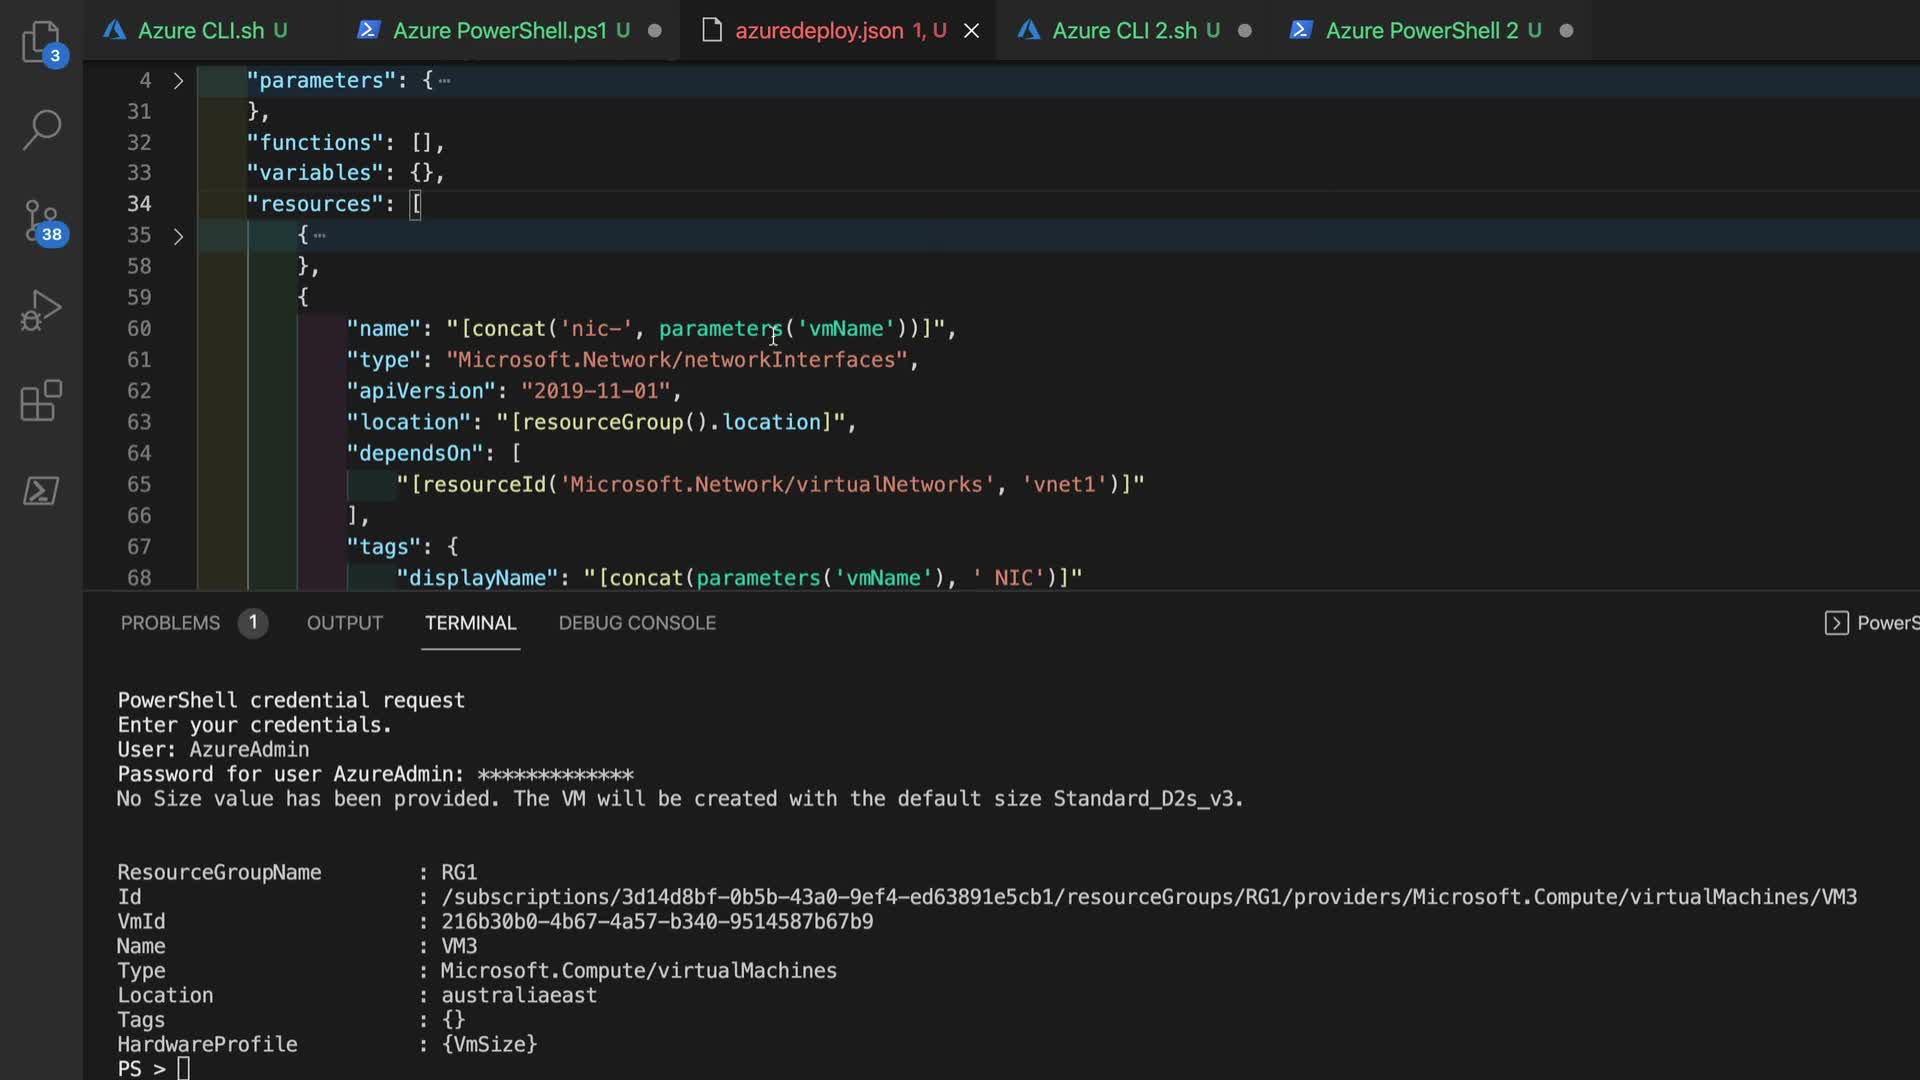 3
38
Azure CLI.sh U
Azure PowerShell.ps1 U
azuredeploy.json 1, U
Azure CLI 2.sh U
Azure PowerShell 2 U
4 "parameters": { ⋯
31 },
32 "functions": [],
33 "variables": {},
34 "resources": [
35 { ⋯
58 },
59 {
60 "name": "[concat('nic-', parameters('vmName'))]",
61 "type": "Microsoft.Network/networkInterfaces",
62 "apiVersion": "2019-11-01",
63 "location": "[resourceGroup().location]",
64 "dependsOn": [
65 "[resourceId('Microsoft.Network/virtualNetworks', 'vnet1')]"
66 ],
67 "tags": {
68 "displayName": "[concat(parameters('vmName'), ' NIC')]"
PROBLEMS 1 OUTPUT TERMINAL DEBUG CONSOLE PowerS
PowerShell credential request
Enter your credentials.
User: AzureAdmin
Password for user AzureAdmin: *************
No Size value has been provided. The VM will be created with the default size Standard_D2s_v3.
ResourceGroupName : RG1
Id : /subscriptions/3d14d8bf-0b5b-43a0-9ef4-ed63891e5cb1/resourceGroups/RG1/providers/Microsoft.Compute/virtualMachines/VM3
VmId : 216b30b0-4b67-4a57-b340-9514587b67b9
Name : VM3
Type : Microsoft.Compute/virtualMachines
Location : australiaeast
Tags : {}
HardwareProfile : {VmSize}
PS >